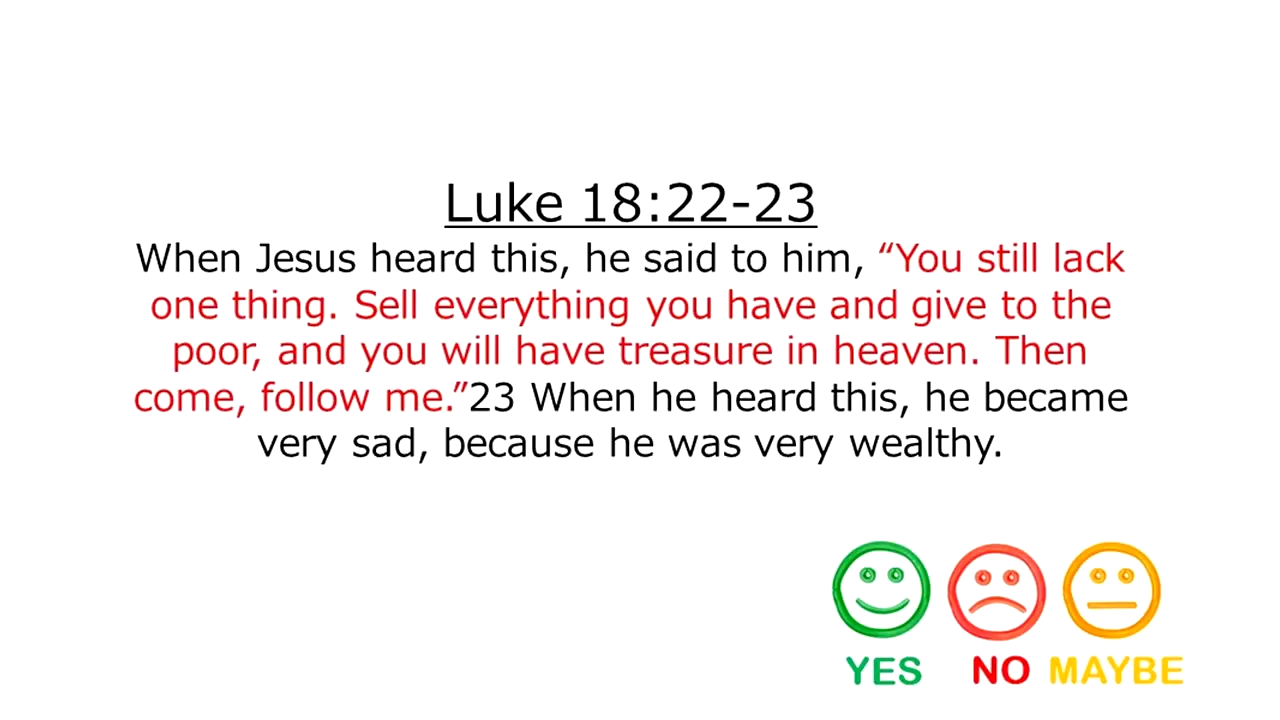 Luke 18:22-23
When Jesus heard this, he said to him, “You still lack
one thing. Sell everything you have and give to the
poor, and you will have treasure in heaven. Then
come, follow me.”23 When he heard this, he became
very sad, because he was very wealthy.
YES NO MAYBE